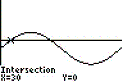 Intersection
X=30 Y=0